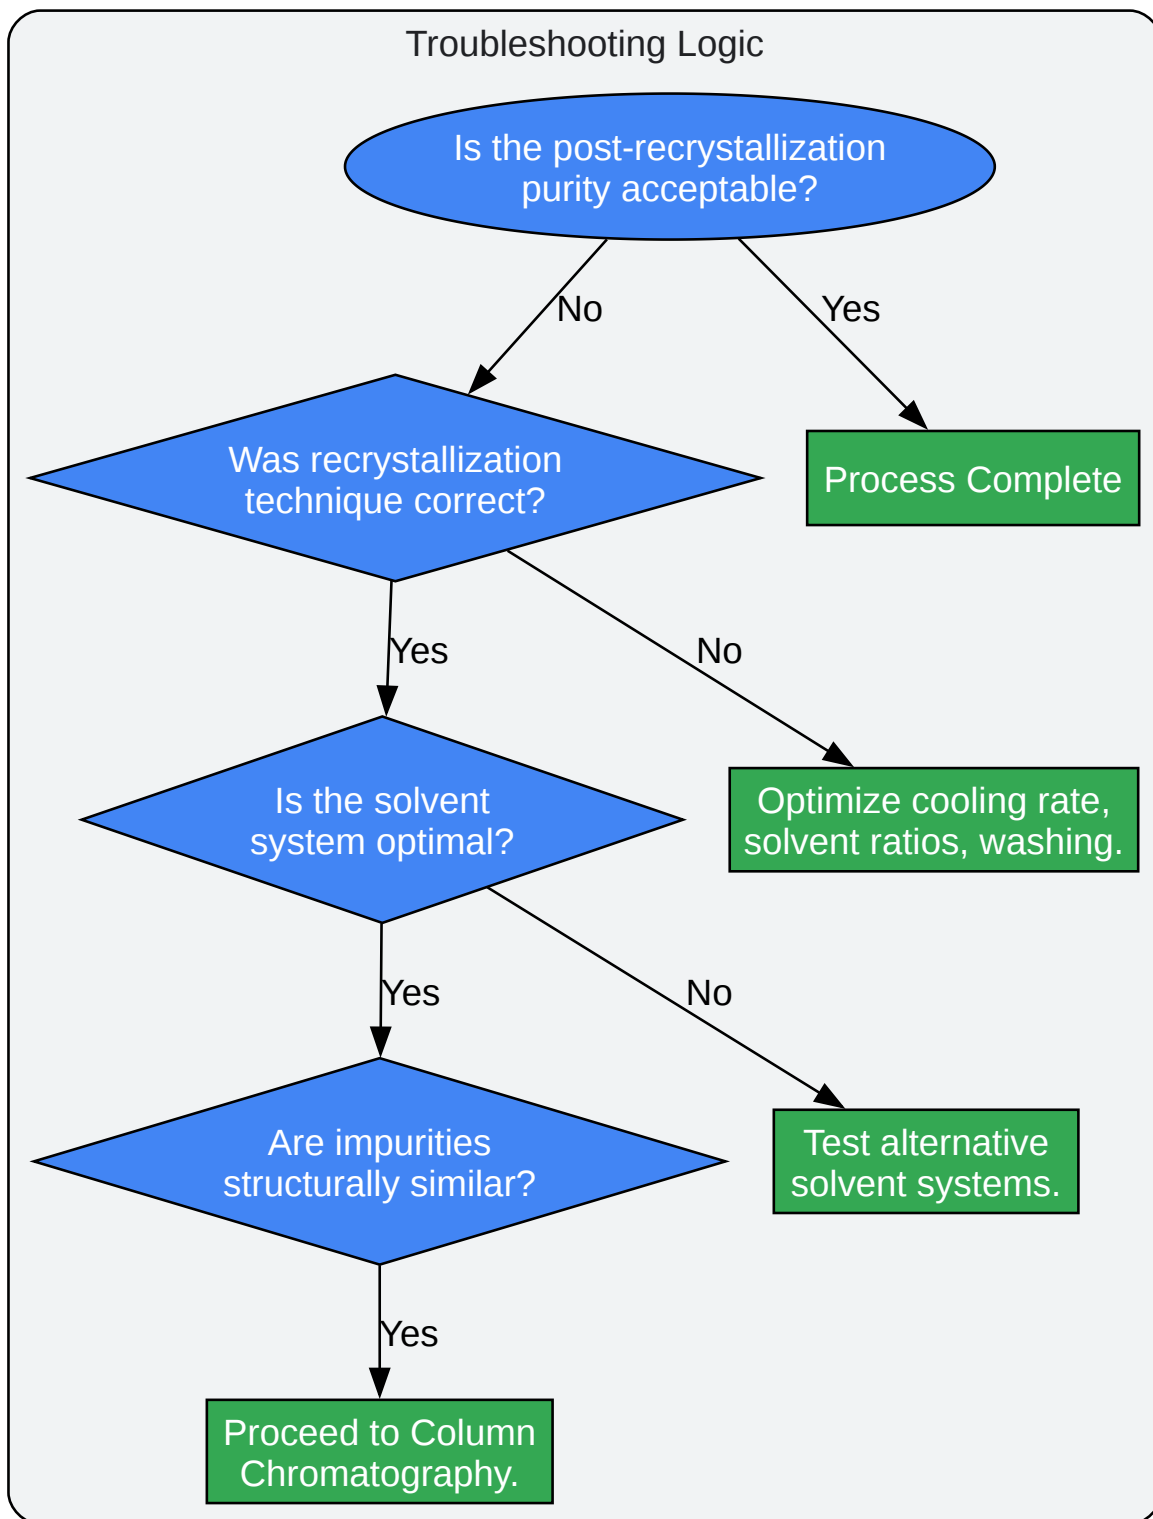 Troubleshooting Logic
Is the post-recrystallization
purity acceptable?
No
Yes
Was recrystallization
technique correct?
Process Complete
Yes
No
Is the solvent
system optimal?
Optimize cooling rate,
solvent ratios, washing.
Yes
No
Are impurities
structurally similar?
Test alternative
solvent systems.
Yes
Proceed to Column
Chromatography.